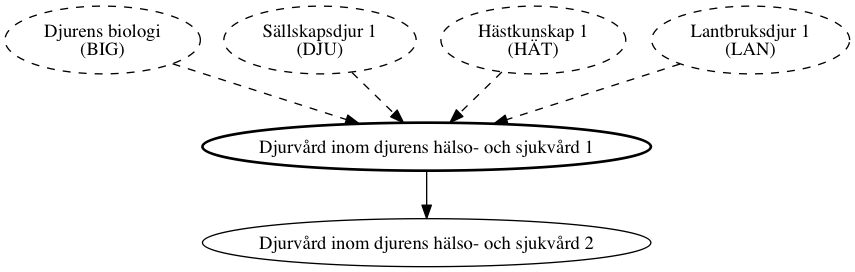 Djurens biologi
(BIG)
Sällskapsdjur 1
(DJU)
Hästkunskap 1
(HÄT)
Lantbruksdjur 1
(LAN)
Djurvård inom djurens hälso- och sjukvård 1
Djurvård inom djurens hälso- och sjukvård 2